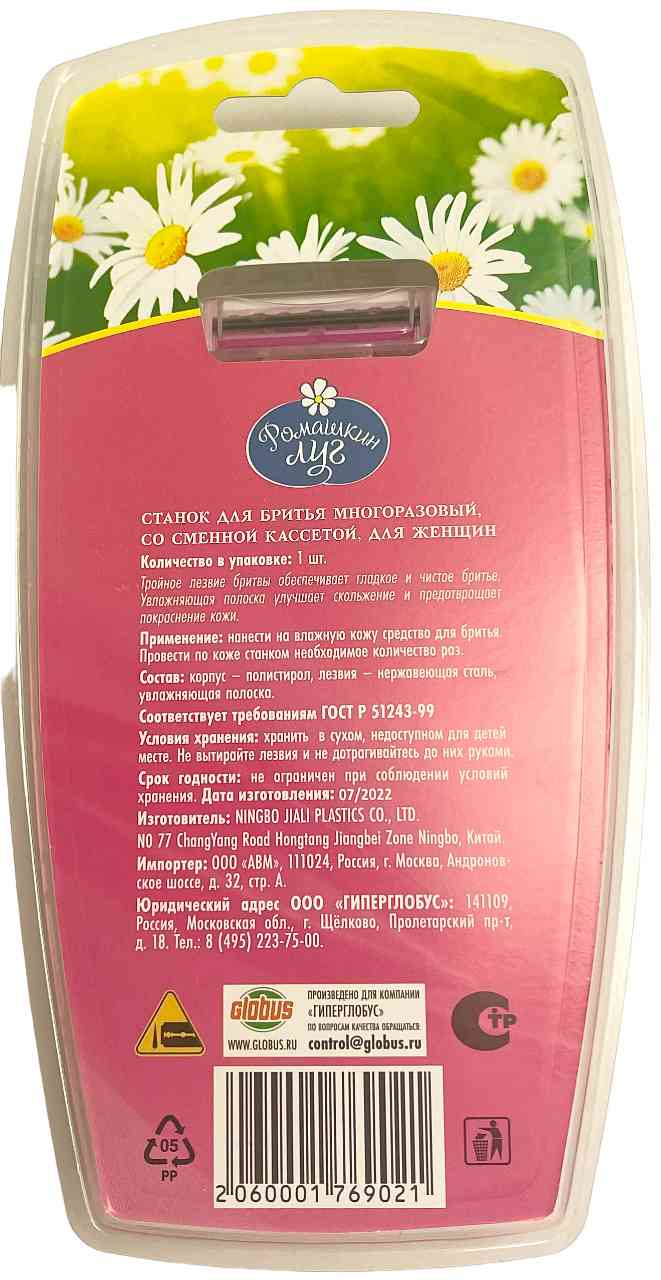 Ромашкин
луг
СТАНОК ДЛЯ БРИТЬЯ МНОГОРАЗОВЫЙ,
СО СМЕННОЙ КАССЕТОЙ, ДЛЯ ЖЕНЩИН
Количество в упаковке: 1 шт.
Тройное лезвие бритвы обеспечивает гладкое и чистое бритье.
Увлажняющая полоска улучшает скольжение и предотвращает
покраснение кожи.
Применение: нанести на влажную кожу средство для бритья.
Провести по коже станком необходимое количество раз.
Состав: корпус – полистирол, лезвия – нержавеющая сталь,
увлажняющая полоска.
Соответствует требованиям ГОСТ Р 51243-99
Условия хранения: хранить в сухом, недоступном для детей
месте. Не вытирайте лезвия и не дотрагивайтесь до них руками.
Срок годности: не ограничен при соблюдении условий
хранения. Дата изготовления: 07/2022
Изготовитель: NINGBO JIALI PLASTICS CO., LTD.
NO 77 ChangYang Road Hongtang Jiangbei Zone Ningbo, Китай.
Импортер: ООО «АВМ», 111024, Россия, г. Москва, Андронов-
ское шоссе, д. 32, стр. А.
Юридический адрес ООО «ГИПЕРГЛОБУС»: 141109,
Россия, Московская обл., г. Щёлково, Пролетарский пр-т,
д. 18. Тел.: 8 (495) 223-75-00.
globus
WWW.GLOBUS.RU
ПРОИЗВЕДЕНО ДЛЯ КОМПАНИИ
«ГИПЕРГЛОБУС»
ПО ВОПРОСАМ КАЧЕСТВА ОБРАЩАТЬСЯ:
control@globus.ru
СТР
05
PP
2 060001 769021